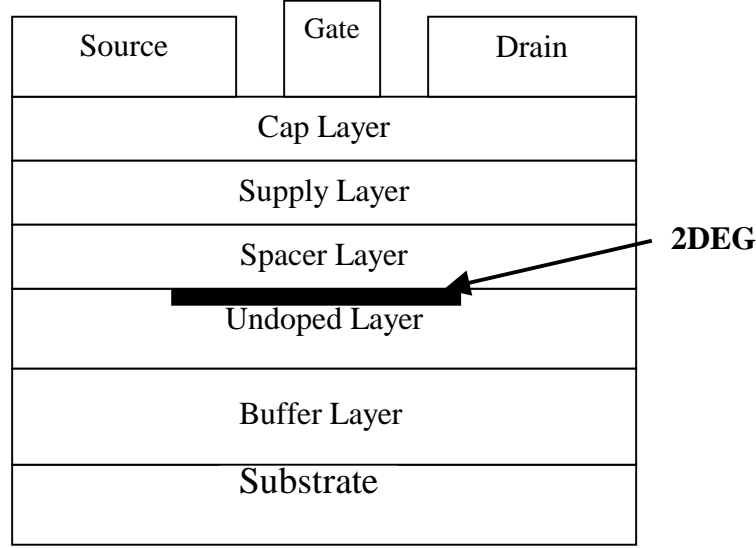 Source
Gate
Drain
Cap Layer
Supply Layer
Spacer Layer
2DEG
Undoped Layer
Buffer Layer
Substrate